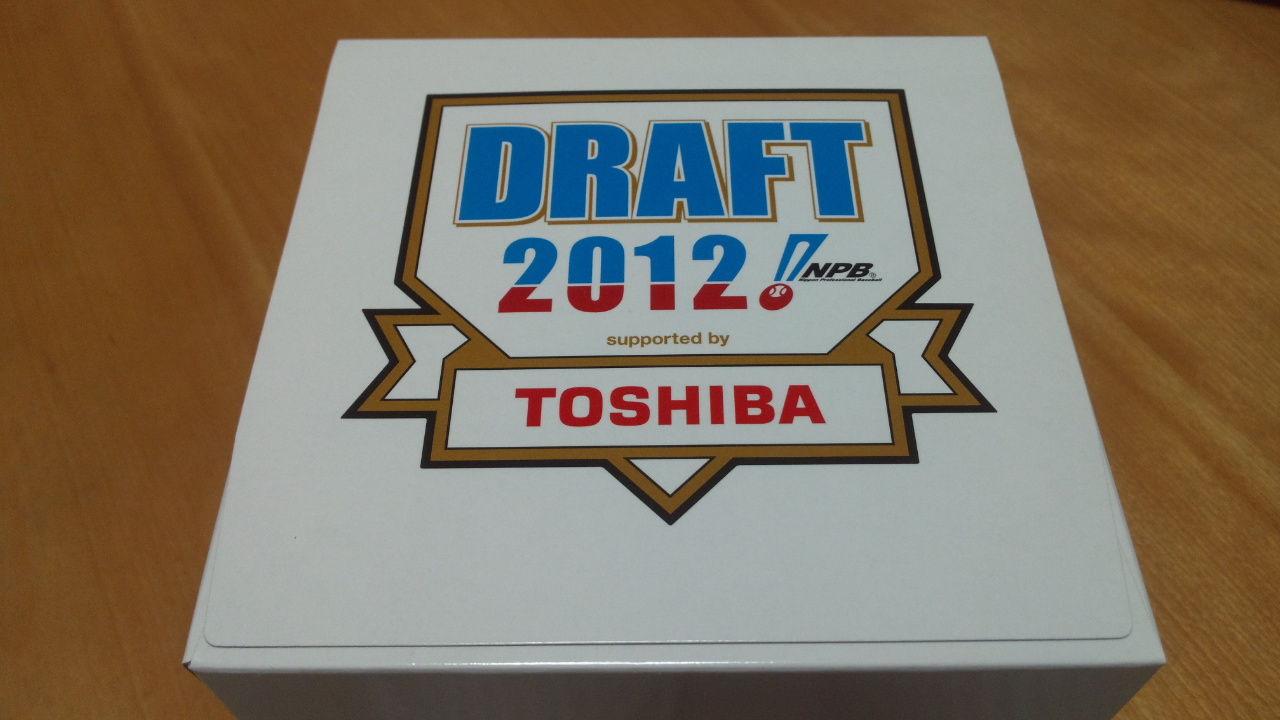 DRAFT
2012
NPB®
Nippon Professional Baseball
supported by
TOSHIBA